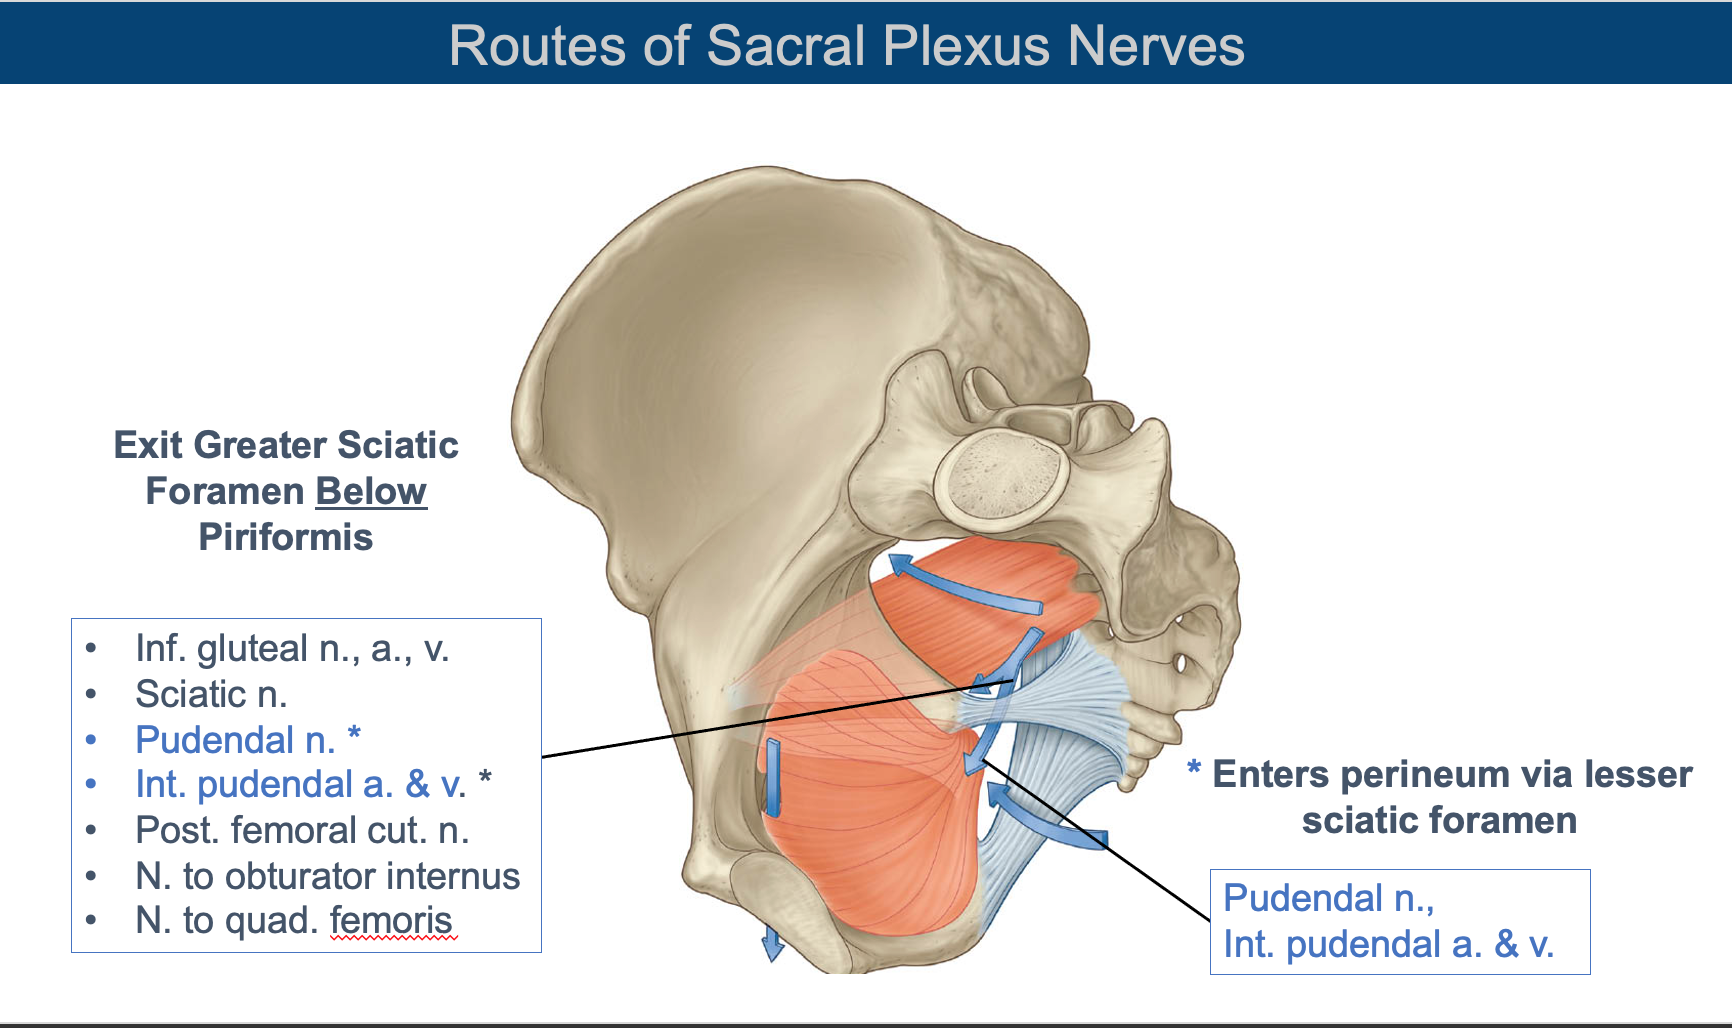 Routes of Sacral Plexus Nerves
Exit Greater Sciatic
Foramen Below
Piriformis
• Inf. gluteal n., a., v.
• Sciatic n.
• Pudendal n. *
• Int. pudendal a. & v. *
• Post. femoral cut. n.
• N. to obturator internus
• N. to quad. femoris
* Enters perineum via lesser
sciatic foramen
Pudendal n.,
Int. pudendal a. & v.